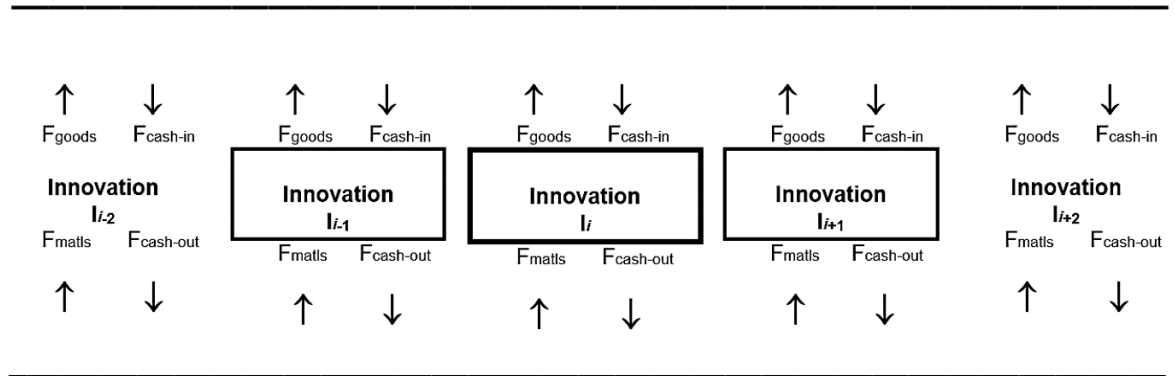 Fgoods Fcash-in Fgoods Fcash-in Fgoods Fcash-in Fgoods Fcash-in Fgoods Fcash-in
Innovation Innovation Innovation Innovation Innovation
Ii-2 Ii-1 Ii Ii+1 Ii+2
Fmatls Fcash-out Fmatls Fcash-out Fmatls Fcash-out Fmatls Fcash-out Fmatls Fcash-out